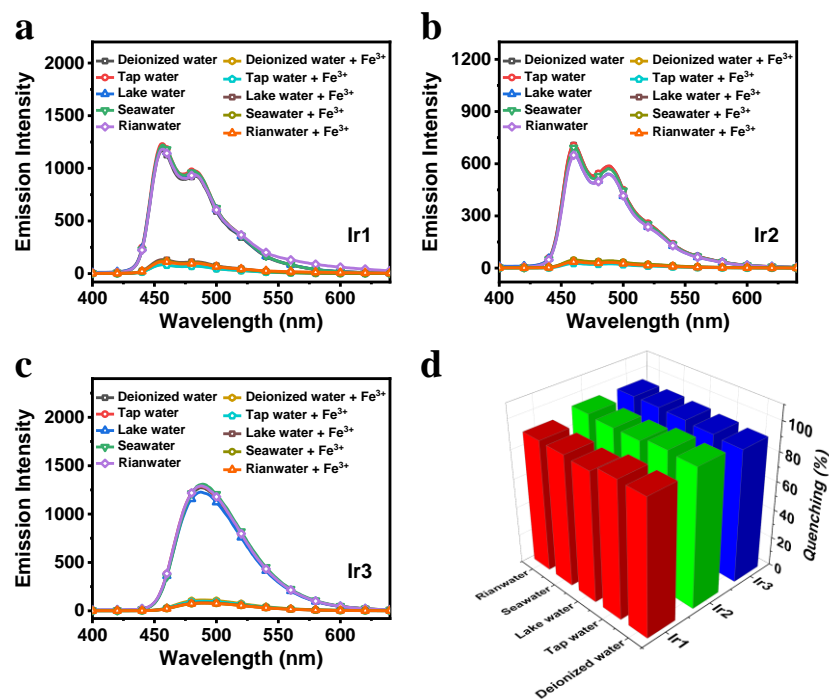 a
2000
1500
1000
500
0
Emission Intensity
Deionized water
Tap water
Lake water
Seawater
Rianwater
Deionized water + Fe³⁺
Tap water + Fe³⁺
Lake water + Fe³⁺
Seawater + Fe³⁺
Rianwater + Fe³⁺
Ir1
400 450 500 550 600
Wavelength (nm)
b
1200
900
600
300
0
Emission Intensity
Deionized water
Tap water
Lake water
Seawater
Rianwater
Deionized water + Fe³⁺
Tap water + Fe³⁺
Lake water + Fe³⁺
Seawater + Fe³⁺
Rianwater + Fe³⁺
Ir2
400 450 500 550 600
Wavelength (nm)
c
2000
1500
1000
500
0
Emission Intensity
Deionized water
Tap water
Lake water
Seawater
Rianwater
Deionized water + Fe³⁺
Tap water + Fe³⁺
Lake water + Fe³⁺
Seawater + Fe³⁺
Rianwater + Fe³⁺
Ir3
400 450 500 550 600
Wavelength (nm)
d
100
80
60
40
20
0
Quenching (%)
Rianwater
Seawater
Lake water
Tap water
Deionized water
Ir1
Ir2
Ir3